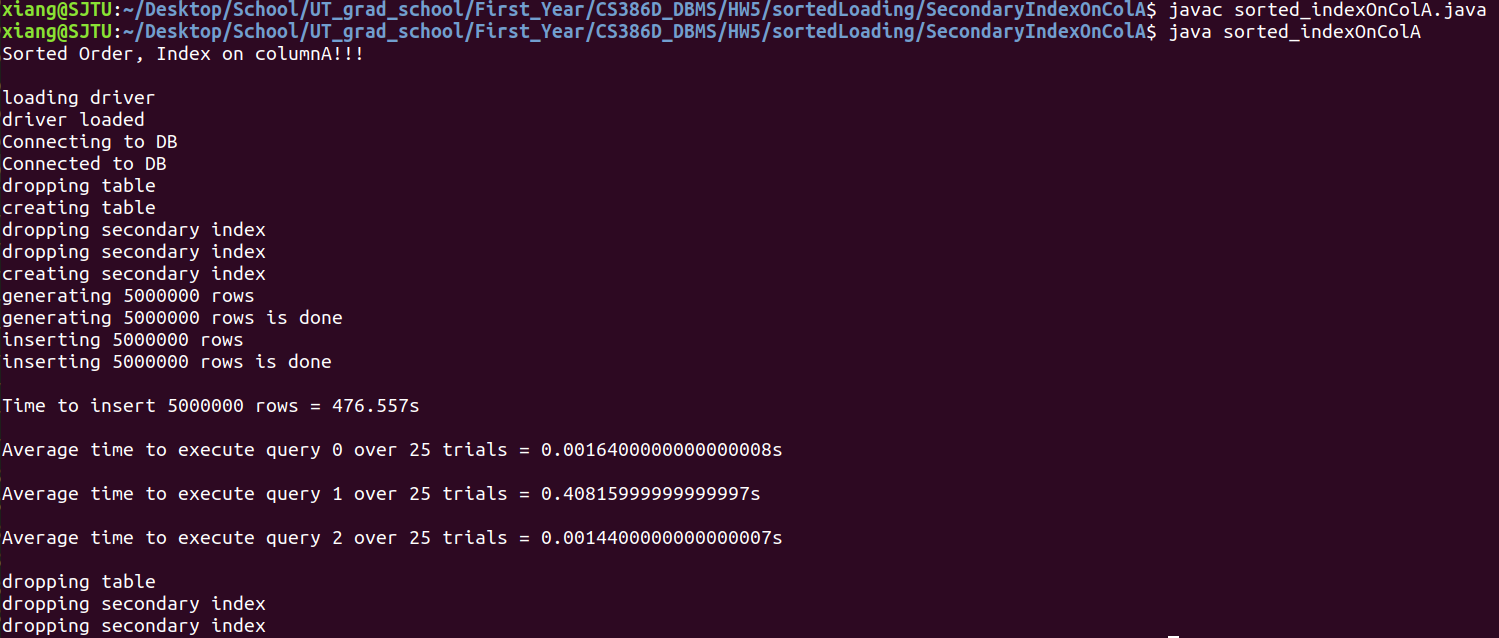 xiang@SJTU:~/Desktop/School/UT_grad_school/First_Year/CS386D_DBMS/HW5/sortedLoading/SecondaryIndexOnColA$ javac sorted_indexOnColA.java
xiang@SJTU:~/Desktop/School/UT_grad_school/First_Year/CS386D_DBMS/HW5/sortedLoading/SecondaryIndexOnColA$ java sorted_indexOnColA
Sorted Order, Index on columnA!!!
loading driver
driver loaded
Connecting to DB
Connected to DB
dropping table
creating table
dropping secondary index
dropping secondary index
creating secondary index
generating 5000000 rows
generating 5000000 rows is done
inserting 5000000 rows
inserting 5000000 rows is done
Time to insert 5000000 rows = 476.557s
Average time to execute query 0 over 25 trials = 0.0016400000000000008s
Average time to execute query 1 over 25 trials = 0.40815999999999997s
Average time to execute query 2 over 25 trials = 0.0014400000000000007s
dropping table
dropping secondary index
dropping secondary index